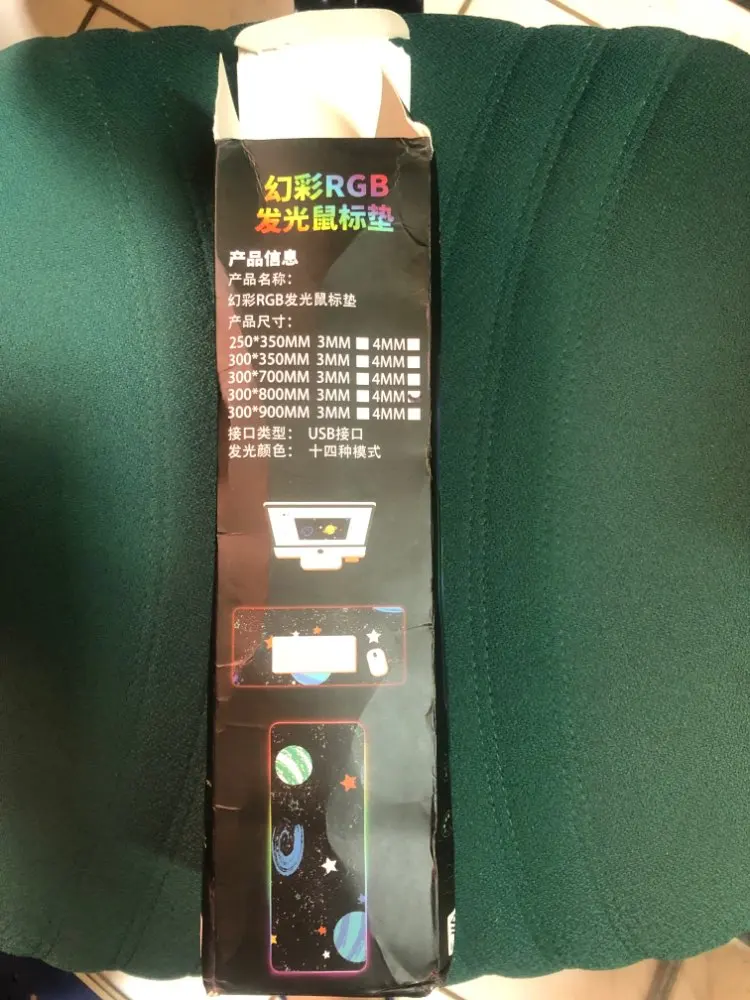 幻彩RGB
发光鼠标垫
产品信息
产品名称：
幻彩RGB发光鼠标垫
产品尺寸：
250*350MM 3MM 4MM
300*350MM 3MM 4MM
300*700MM 3MM 4MM
300*800MM 3MM 4MM
300*900MM 3MM 4MM
接口类型： USB接口
发光颜色： 十四种模式